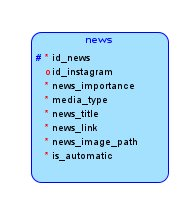 news
# * id_news
o id_instagram
* news_importance
* media_type
* news_title
* news_link
* news_image_path
* is_automatic